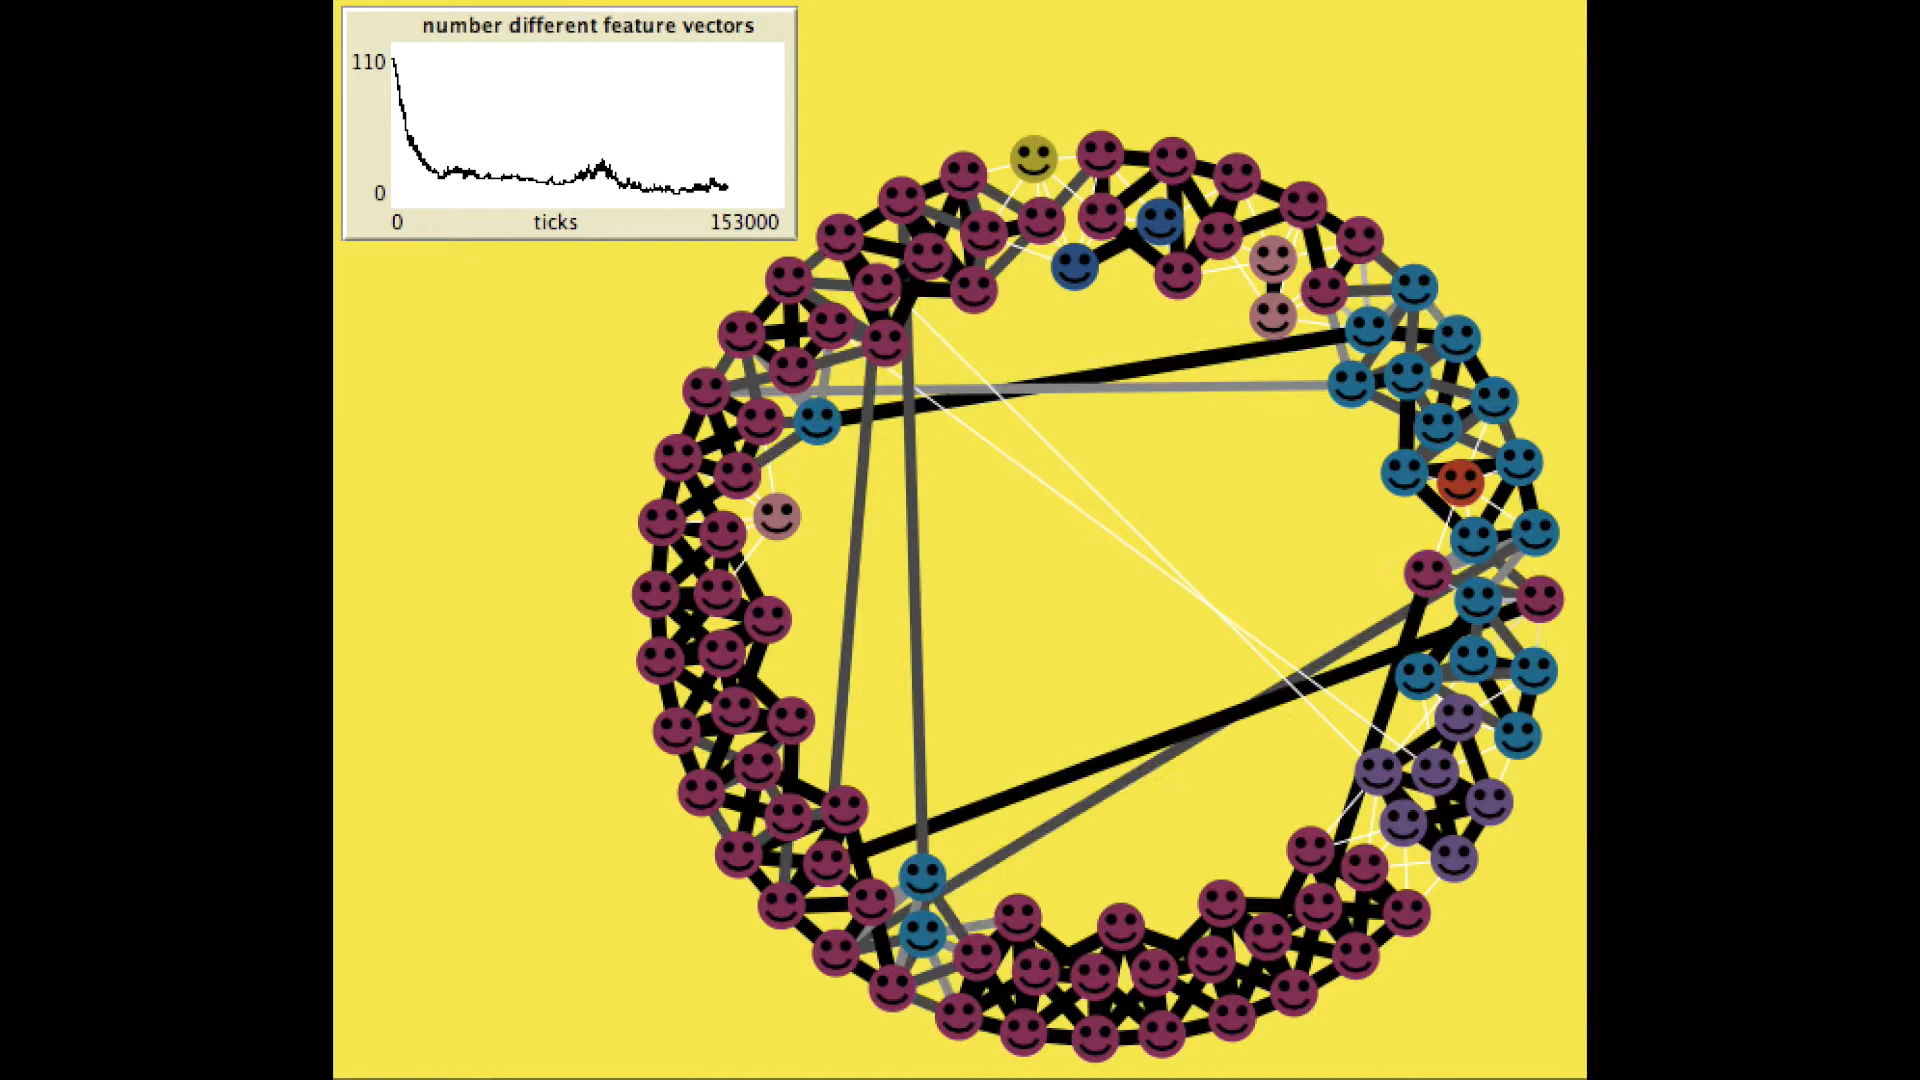 number different feature vectors
110
0
0 ticks 153000